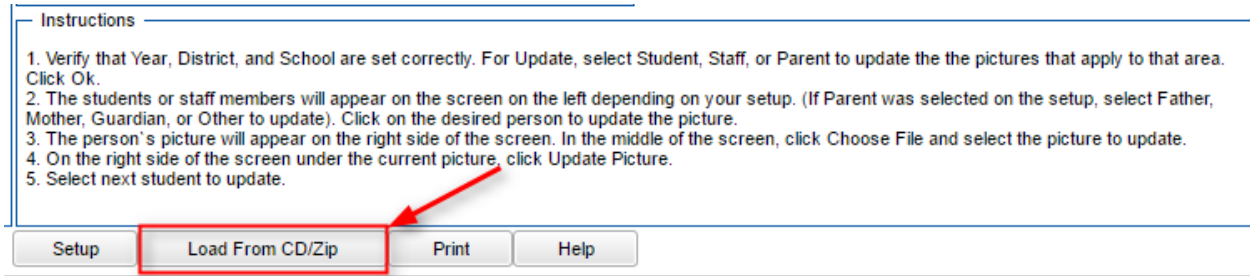 Instructions
1. Verify that Year, District, and School are set correctly. For Update, select Student, Staff, or Parent to update the the pictures that apply to that area.
Click Ok.
2. The students or staff members will appear on the screen on the left depending on your setup. (If Parent was selected on the setup, select Father,
Mother, Guardian, or Other to update). Click on the desired person to update the picture.
3. The person`s picture will appear on the right side of the screen. In the middle of the screen, click Choose File and select the picture to update.
4. On the right side of the screen under the current picture, click Update Picture.
5. Select next student to update.
Setup Load From CD/Zip Print Help